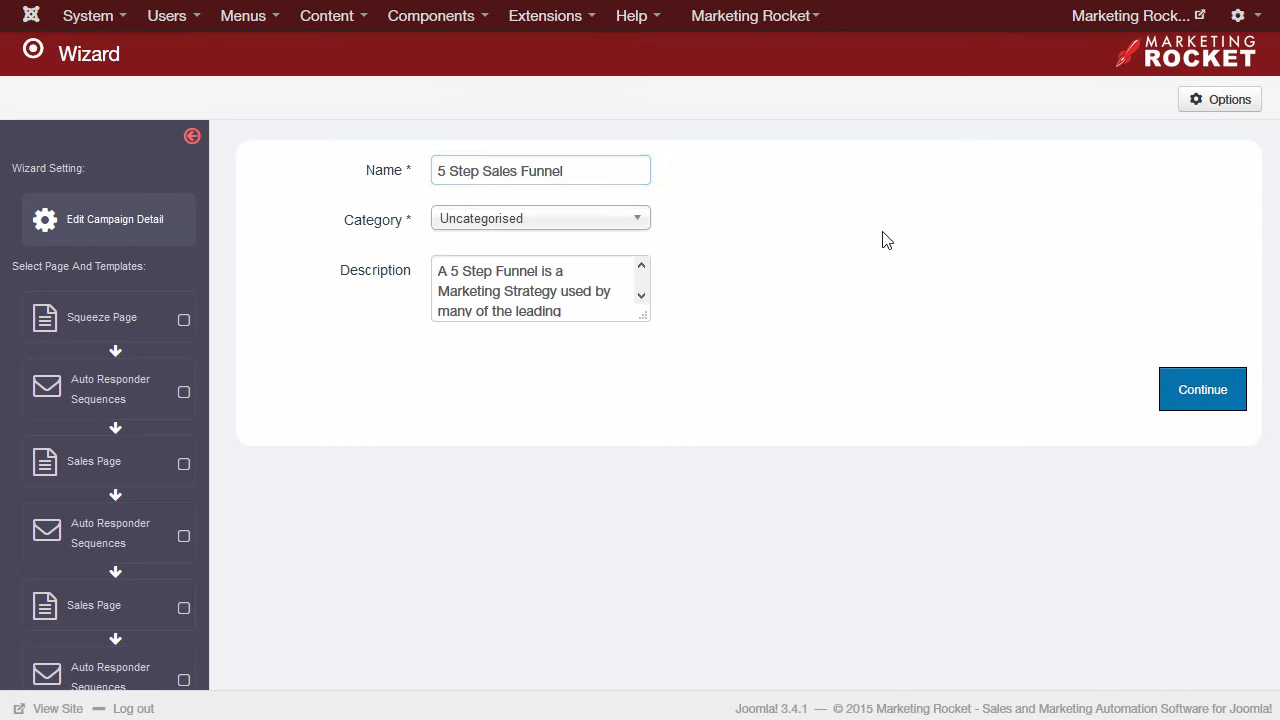 System Users Menus Content Components Extensions Help Marketing Rocket Marketing Rock...
Wizard
MARKETING
ROCKET
Options
Wizard Setting:
Edit Campaign Detail
Select Page And Templates:
Squeeze Page
Auto Responder
Sequences
Sales Page
Auto Responder
Sequences
Sales Page
Auto Responder
Sequences
Name * 5 Step Sales Funnel
Category * Uncategorised
Description
A 5 Step Funnel is a
Marketing Strategy used by
many of the leading
Continue
View Site Log out
Joomla! 3.4.1 — © 2015 Marketing Rocket - Sales and Marketing Automation Software for Joomla!